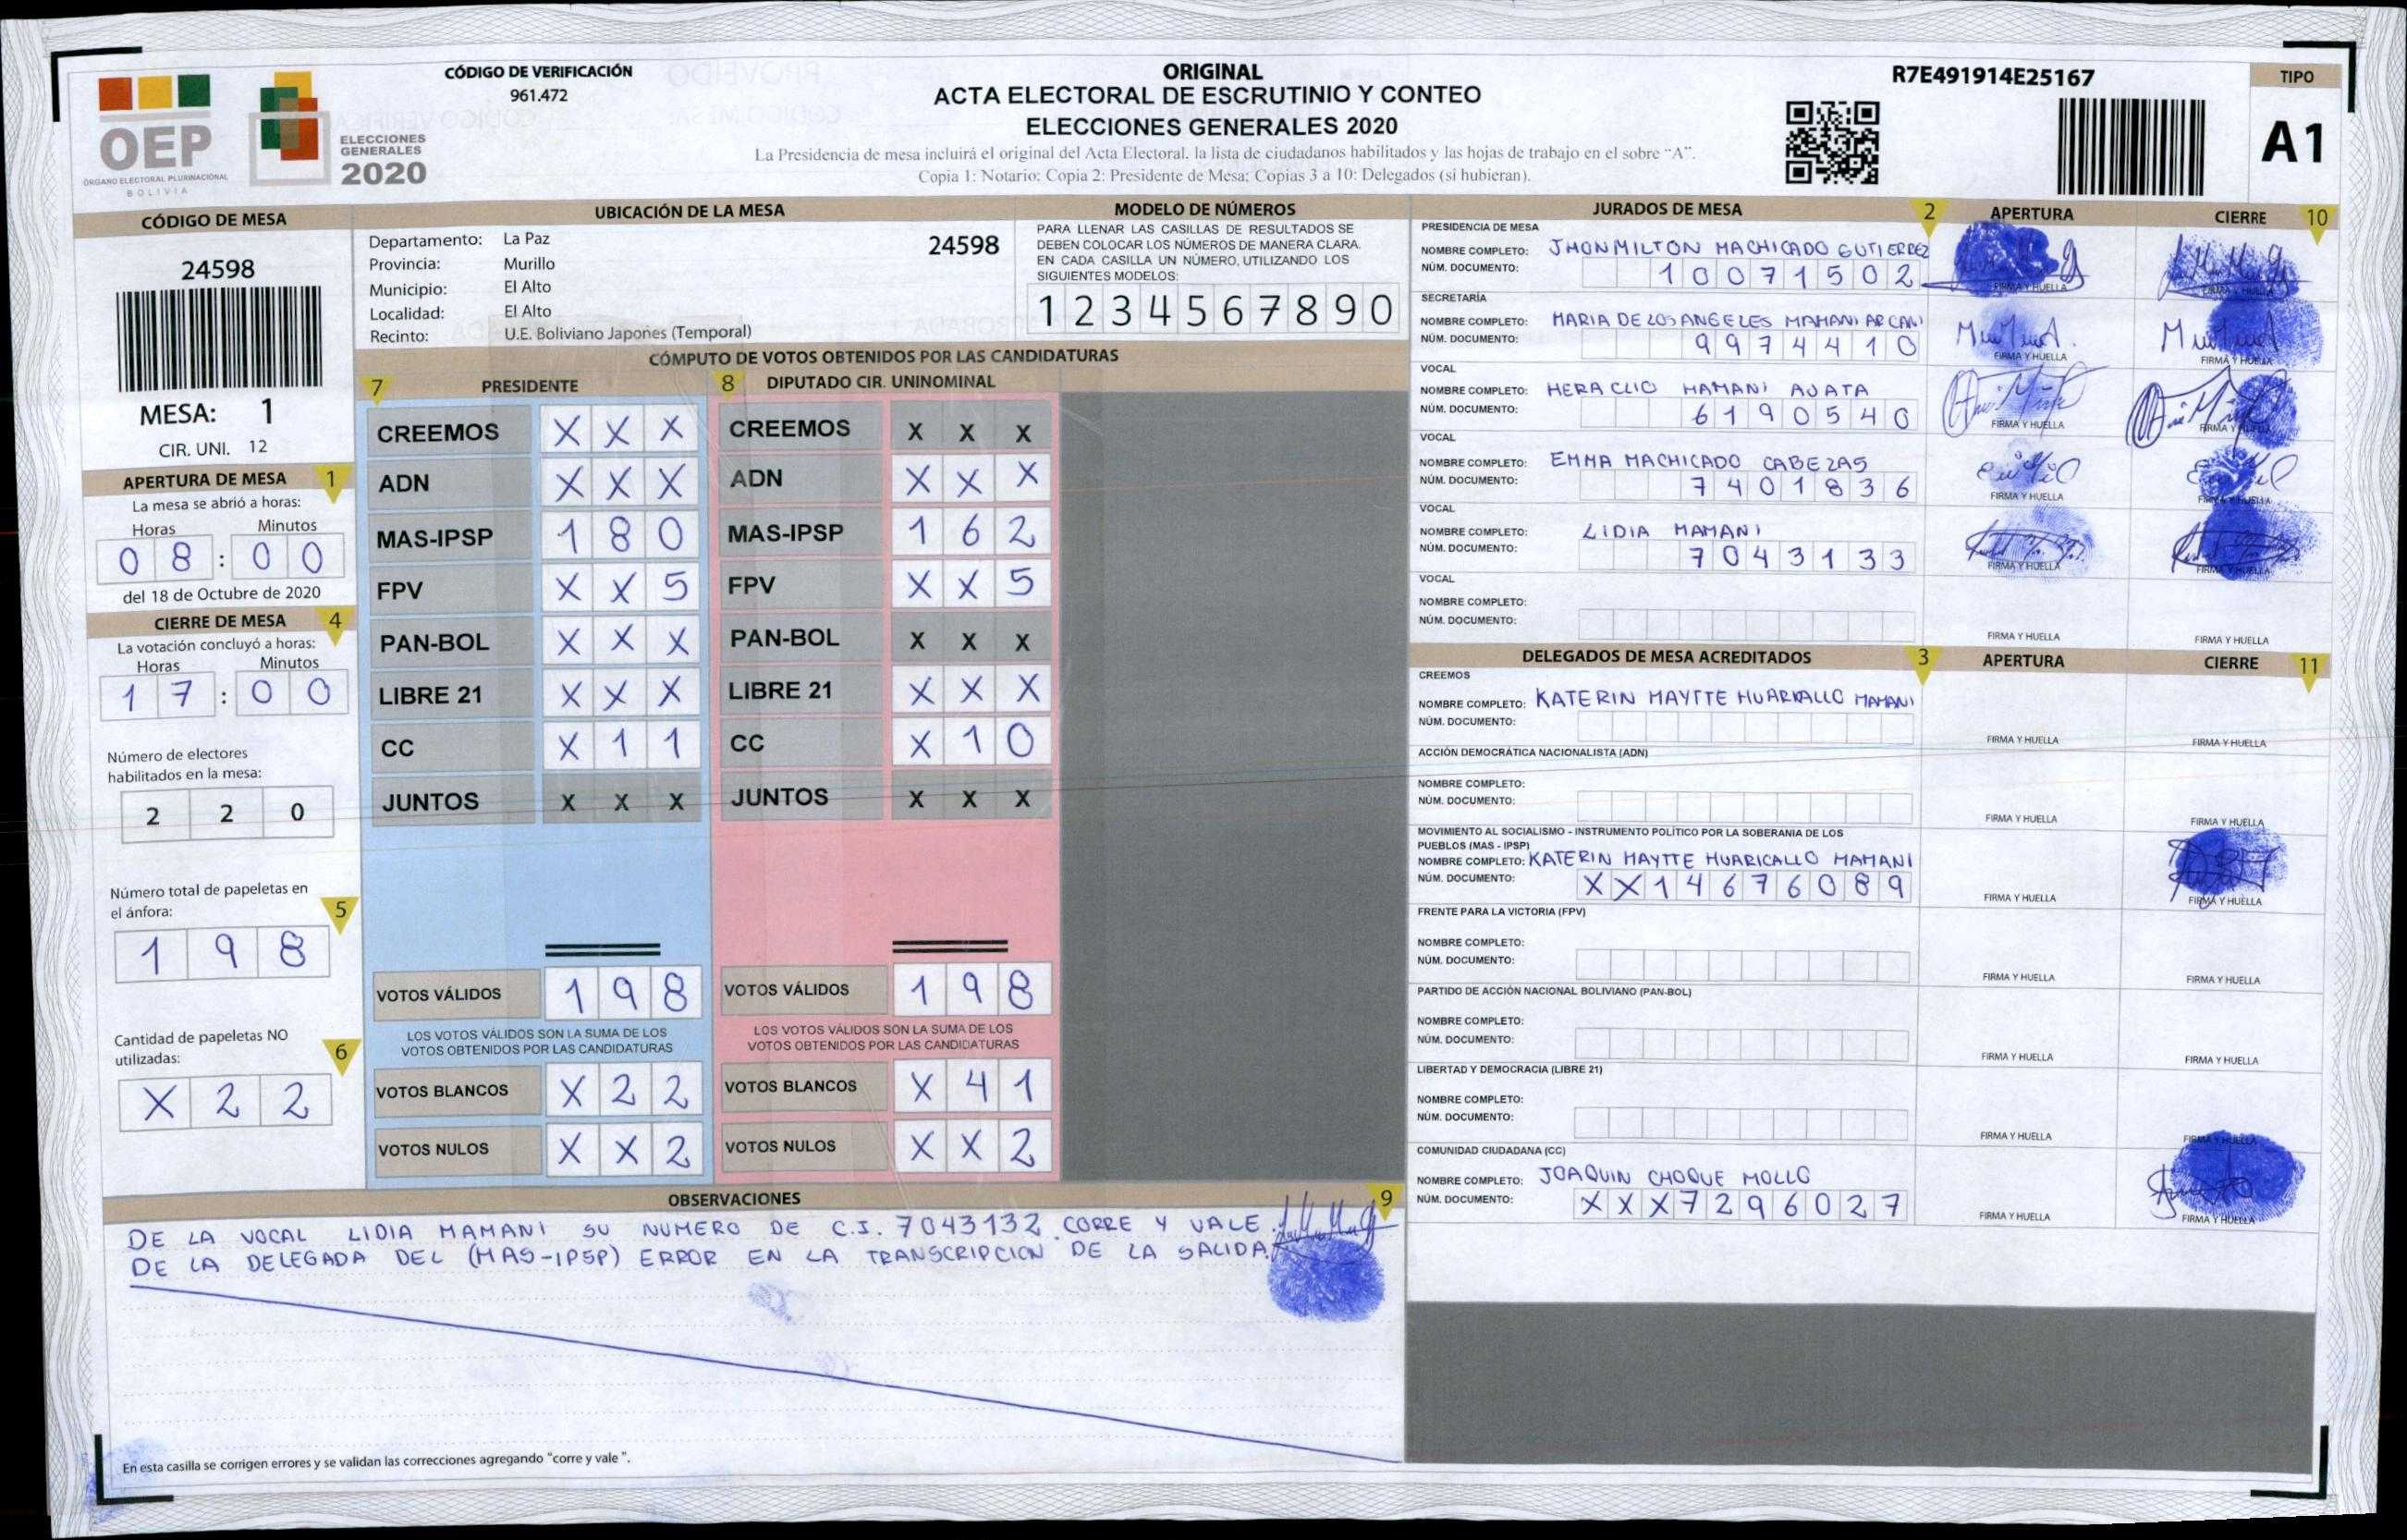 CÓDIGO DE VERIFICACIÓN
961.472
ORIGINAL
ACTA ELECTORAL DE ESCRUTINIO Y CONTEO
ELECCIONES GENERALES 2020
La Presidencia de mesa incluirá el original del Acta Electoral. la lista de ciudadanos habilitados y las hojas de trabajo en el sobre "A".
Copia 1: Notario; Copia 2: Presidente de Mesa; Copias 3 a 10: Delegados (si hubieran).
R7E491914E25167
TIPO
A1
OEP
ÓRGANO ELECTORAL PLURINACIONAL
BOLIVIA
ELECCIONES
GENERALES
2020
CÓDIGO DE MESA
24598
MESA: 1
CIR. UNI. 12
APERTURA DE MESA 1
La mesa se abrió a horas:
Horas Minutos
0 8 : 0 0
del 18 de Octubre de 2020
CIERRE DE MESA 4
La votación concluyó a horas:
Horas Minutos
1 7 : 0 0
Número de electores
habilitados en la mesa:
2 2 0
Número total de papeletas en
el ánfora: 5
1 9 8
Cantidad de papeletas NO
utilizadas: 6
X 2 2
UBICACIÓN DE LA MESA
Departamento: La Paz 24598
Provincia: Murillo
Municipio: El Alto
Localidad: El Alto
Recinto: U.E. Boliviano Japones (Temporal)
MODELO DE NÚMEROS
PARA LLENAR LAS CASILLAS DE RESULTADOS SE
DEBEN COLOCAR LOS NÚMEROS DE MANERA CLARA.
EN CADA CASILLA UN NÚMERO, UTILIZANDO LOS
SIGUIENTES MODELOS:
1 2 3 4 5 6 7 8 9 0
CÓMPUTO DE VOTOS OBTENIDOS POR LAS CANDIDATURAS
7 PRESIDENTE
CREEMOS X X X
ADN X X X
MAS-IPSP 1 8 0
FPV X X 5
PAN-BOL X X X
LIBRE 21 X X X
CC X 1 1
JUNTOS X X X
VOTOS VÁLIDOS 1 9 8
LOS VOTOS VÁLIDOS SON LA SUMA DE LOS
VOTOS OBTENIDOS POR LAS CANDIDATURAS
VOTOS BLANCOS X 2 2
VOTOS NULOS X X 2
8 DIPUTADO CIR. UNINOMINAL
CREEMOS X X X
ADN X X X
MAS-IPSP 1 6 2
FPV X X 5
PAN-BOL X X X
LIBRE 21 X X X
CC X 1 0
JUNTOS X X X
VOTOS VÁLIDOS 1 9 8
LOS VOTOS VÁLIDOS SON LA SUMA DE LOS
VOTOS OBTENIDOS POR LAS CANDIDATURAS
VOTOS BLANCOS X 4 1
VOTOS NULOS X X 2
OBSERVACIONES 9
DE LA VOCAL LIDIA MAMANI SU NUMERO DE C.I. 7043132 CORRE Y VALE.
DE LA DELEGADA DEL (MAS-IPSP) ERROR EN LA TRANSCRIPCION DE LA SALIDA.
En esta casilla se corrigen errores y se validan las correcciones agregando "corre y vale ".
JURADOS DE MESA 2 APERTURA CIERRE 10
PRESIDENCIA DE MESA
NOMBRE COMPLETO: JHONMILTON MACHICADO GUTIERREZ
NÚM. DOCUMENTO: 1 0 0 7 1 5 0 2
FIRMA Y HUELLA FIRMA Y HUELLA
SECRETARÍA
NOMBRE COMPLETO: MARIA DE LOS ANGELES MAMANI ARCANI
NÚM. DOCUMENTO: 9 9 7 4 4 1 0
FIRMA Y HUELLA FIRMA Y HUELLA
VOCAL
NOMBRE COMPLETO: HERACLIO MAMANI AJATA
NÚM. DOCUMENTO: 6 1 9 0 5 4 0
FIRMA Y HUELLA FIRMA Y HUELLA
VOCAL
NOMBRE COMPLETO: EMMA MACHICADO CABEZAS
NÚM. DOCUMENTO: 7 4 0 1 8 3 6
FIRMA Y HUELLA FIRMA Y HUELLA
VOCAL
NOMBRE COMPLETO: LIDIA MAMANI
NÚM. DOCUMENTO: 7 0 4 3 1 3 3
FIRMA Y HUELLA FIRMA Y HUELLA
VOCAL
NOMBRE COMPLETO:
NÚM. DOCUMENTO:
FIRMA Y HUELLA FIRMA Y HUELLA
DELEGADOS DE MESA ACREDITADOS 3 APERTURA CIERRE 11
CREEMOS
NOMBRE COMPLETO: KATERIN MAYTTE HUARICALLO MAMANI
NÚM. DOCUMENTO:
FIRMA Y HUELLA FIRMA Y HUELLA
ACCIÓN DEMOCRÁTICA NACIONALISTA (ADN)
NOMBRE COMPLETO:
NÚM. DOCUMENTO:
FIRMA Y HUELLA FIRMA Y HUELLA
MOVIMIENTO AL SOCIALISMO - INSTRUMENTO POLÍTICO POR LA SOBERANIA DE LOS
PUEBLOS (MAS - IPSP)
NOMBRE COMPLETO: KATERIN MAYTTE HUARICALLO MAMANI
NÚM. DOCUMENTO: X X 1 4 6 7 6 0 8 9
FIRMA Y HUELLA FIRMA Y HUELLA
FRENTE PARA LA VICTORIA (FPV)
NOMBRE COMPLETO:
NÚM. DOCUMENTO:
FIRMA Y HUELLA FIRMA Y HUELLA
PARTIDO DE ACCIÓN NACIONAL BOLIVIANO (PAN-BOL)
NOMBRE COMPLETO:
NÚM. DOCUMENTO:
FIRMA Y HUELLA FIRMA Y HUELLA
LIBERTAD Y DEMOCRACIA (LIBRE 21)
NOMBRE COMPLETO:
NÚM. DOCUMENTO:
FIRMA Y HUELLA FIRMA Y HUELLA
COMUNIDAD CIUDADANA (CC)
NOMBRE COMPLETO: JOAQUIN CHOQUE MOLLO
NÚM. DOCUMENTO: X X X 7 2 9 6 0 2 7
FIRMA Y HUELLA FIRMA Y HUELLA